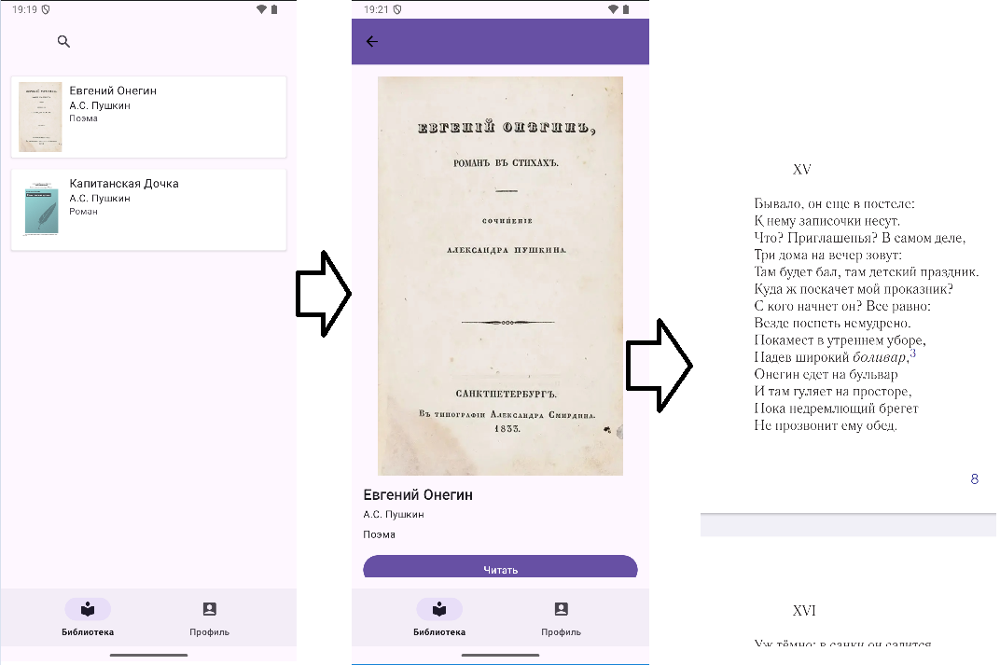 19:19
Евгений Онегин
А.С. Пушкин
Поэма
Капитанская Дочка
А.С. Пушкин
Роман
Библиотека
Профиль
19:21
ЕВГЕНІЙ ОНѢГИНЪ,
РОМАНЪ ВЪ СТИХАХЪ.
СОЧИНЕНІЕ
АЛЕКСАНДРА ПУШКИНА.
САНКТПЕТЕРБУРГЪ.
Въ типографіи Александра Смирдина.
1833.
Евгений Онегин
А.С. Пушкин
Поэма
Читать
Библиотека
Профиль
XV
Бывало, он еще в постеле:
К нему записочки несут.
Что? Приглашенья? В самом деле,
Три дома на вечер зовут:
Там будет бал, там детский праздник.
Куда ж поскачет мой проказник?
С кого начнет он? Все равно:
Везде поспеть немудрено.
Покамест в утреннем уборе,
Надев широкий боливар,3
Онегин едет на бульвар
И там гуляет на просторе,
Пока недремлющий брегет
Не прозвонит ему обед.
8
XVI
Уж тёмно: в санки он садится